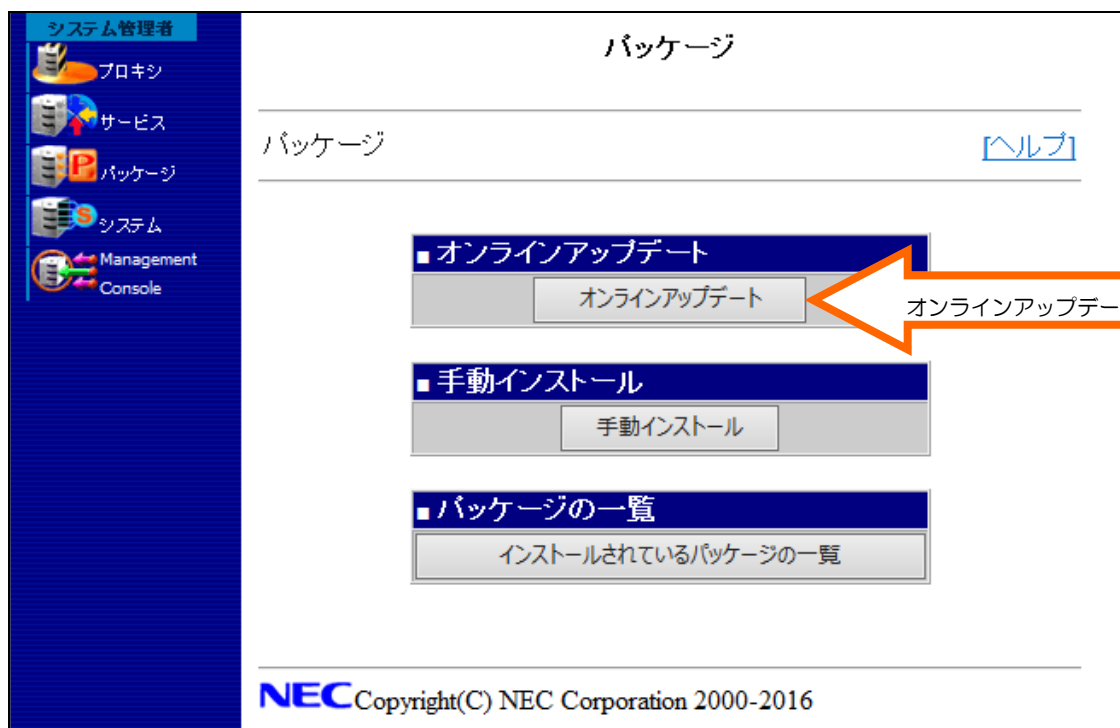 システム管理者
プロキシ
サービス
パッケージ
システム
Management
Console
パッケージ
パッケージ
[ヘルプ]
■オンラインアップデート
オンラインアップデート
オンラインアップデー
■手動インストール
手動インストール
■パッケージの一覧
インストールされているパッケージの一覧
NEC Copyright(C) NEC Corporation 2000-2016